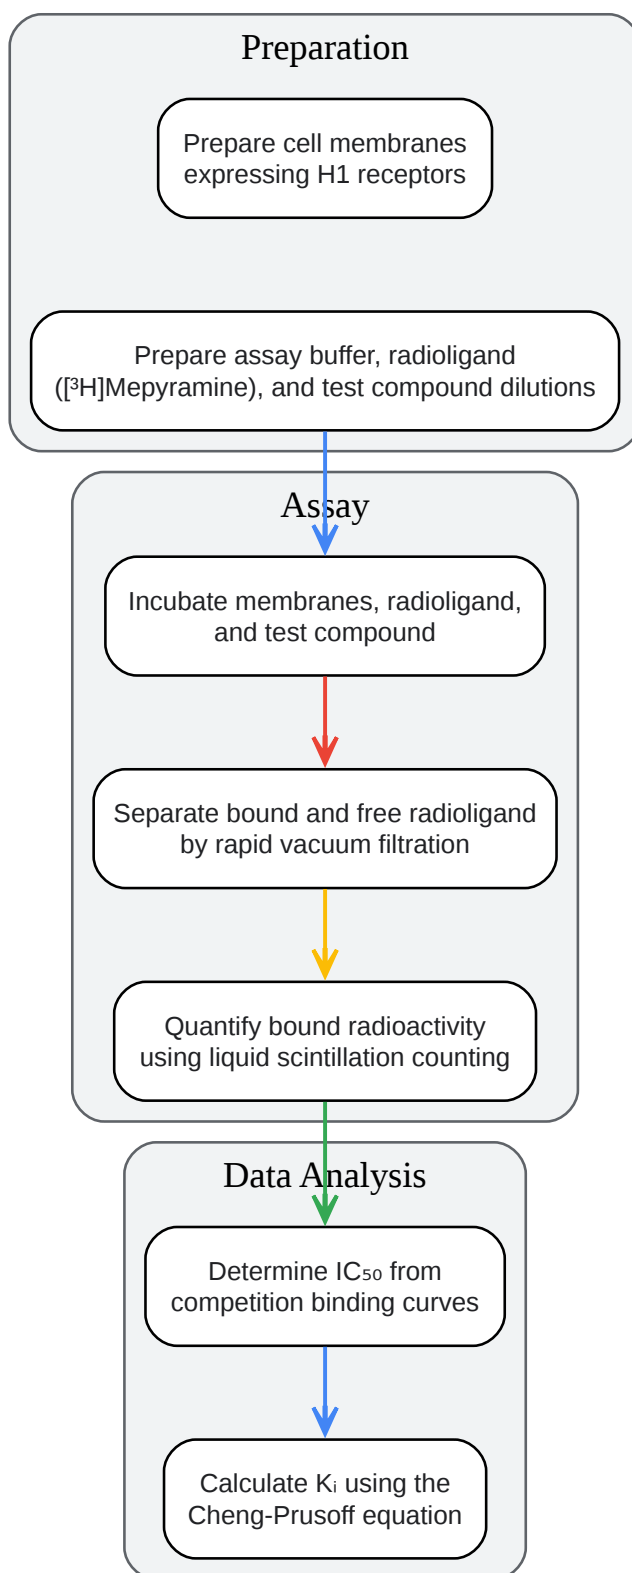 Preparation
Prepare cell membranes
expressing H1 receptors
Prepare assay buffer, radioligand
([³H]Mepyramine), and test compound dilutions
Assay
Incubate membranes, radioligand,
and test compound
Separate bound and free radioligand
by rapid vacuum filtration
Quantify bound radioactivity
using liquid scintillation counting
Data Analysis
Determine IC₅₀ from
competition binding curves
Calculate Kᵢ using the
Cheng-Prusoff equation